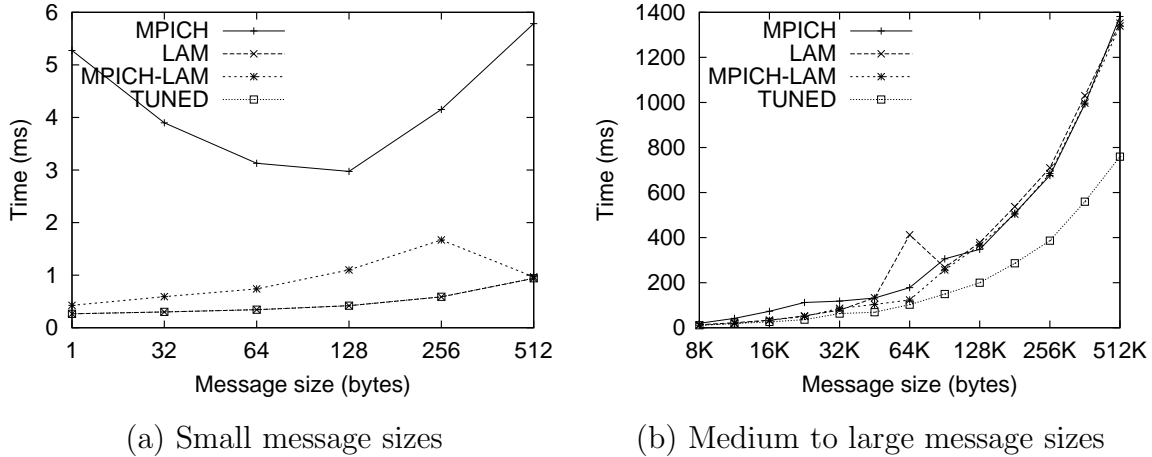 6
5
4
3
2
1
0
Time (ms)
MPICH
LAM
MPICH-LAM
TUNED
1 32 64 128 256 512
Message size (bytes)
(a) Small message sizes
1400
1200
1000
800
600
400
200
0
Time (ms)
MPICH
LAM
MPICH-LAM
TUNED
8K 16K 32K 64K 128K 256K 512K
Message size (bytes)
(b) Medium to large message sizes